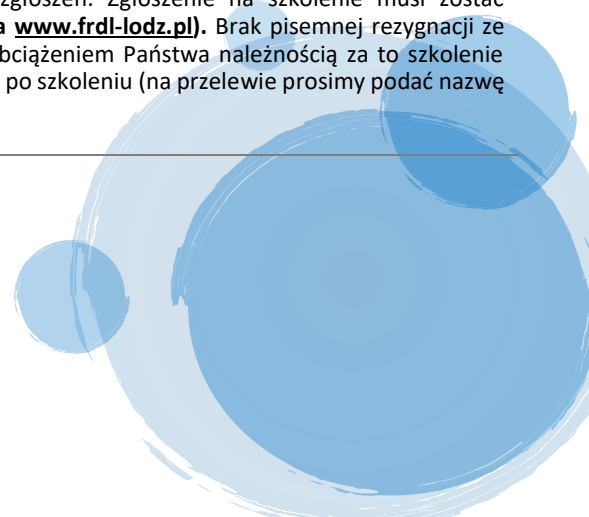 zgłoszeń. Zgłoszenie na szkolenie musi zostać
a www.frdl-lodz.pl). Brak pisemnej rezygnacji ze
bciążeniem Państwa należnością za to szkolenie
po szkoleniu (na przelewie prosimy podać nazwę